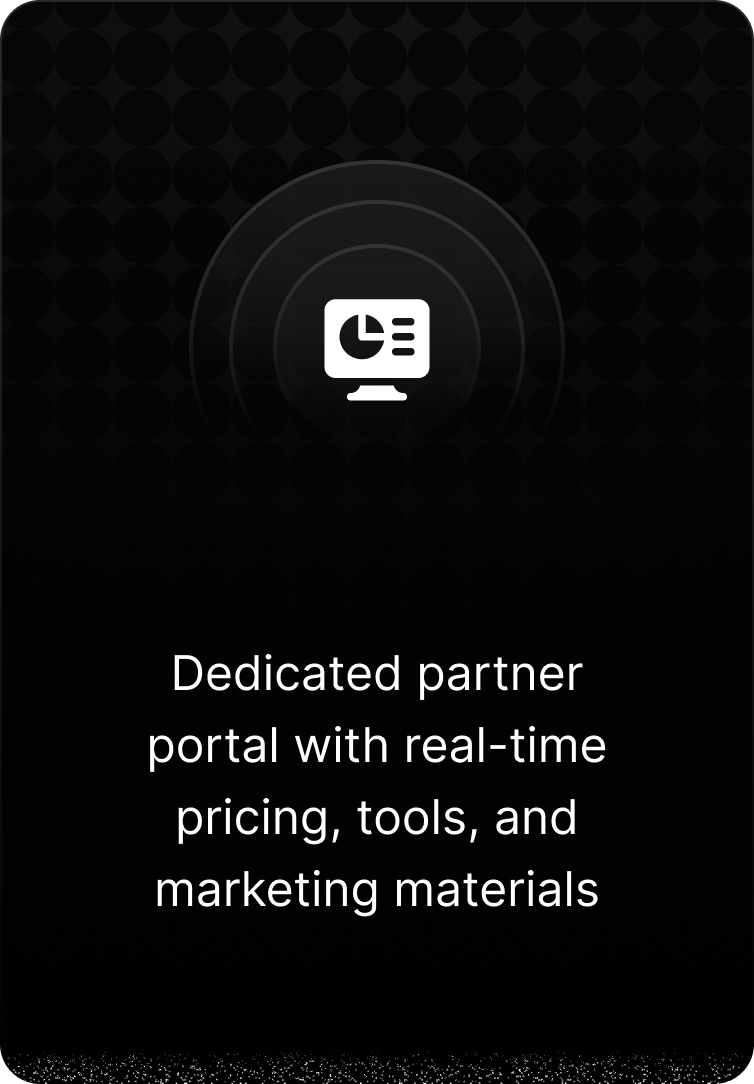 Dedicated partner
portal with real-time
pricing, tools, and
marketing materials